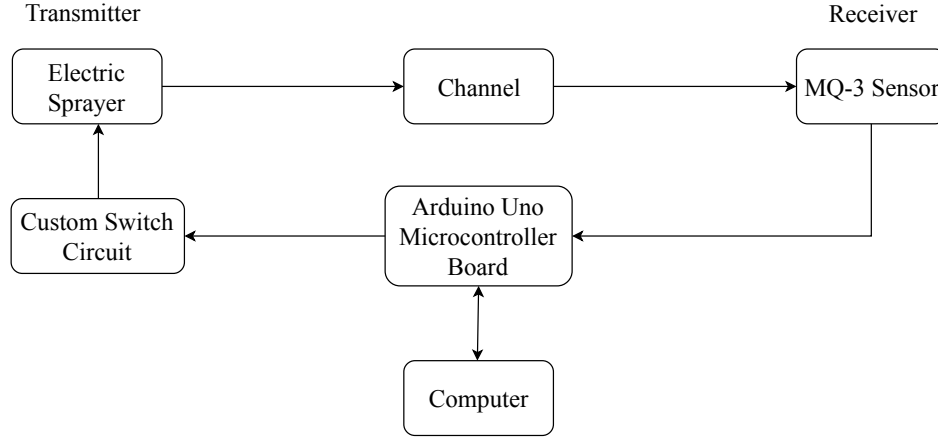 Transmitter
Receiver
Electric
Sprayer
Channel
MQ-3 Sensor
Custom Switch
Circuit
Arduino Uno
Microcontroller
Board
Computer